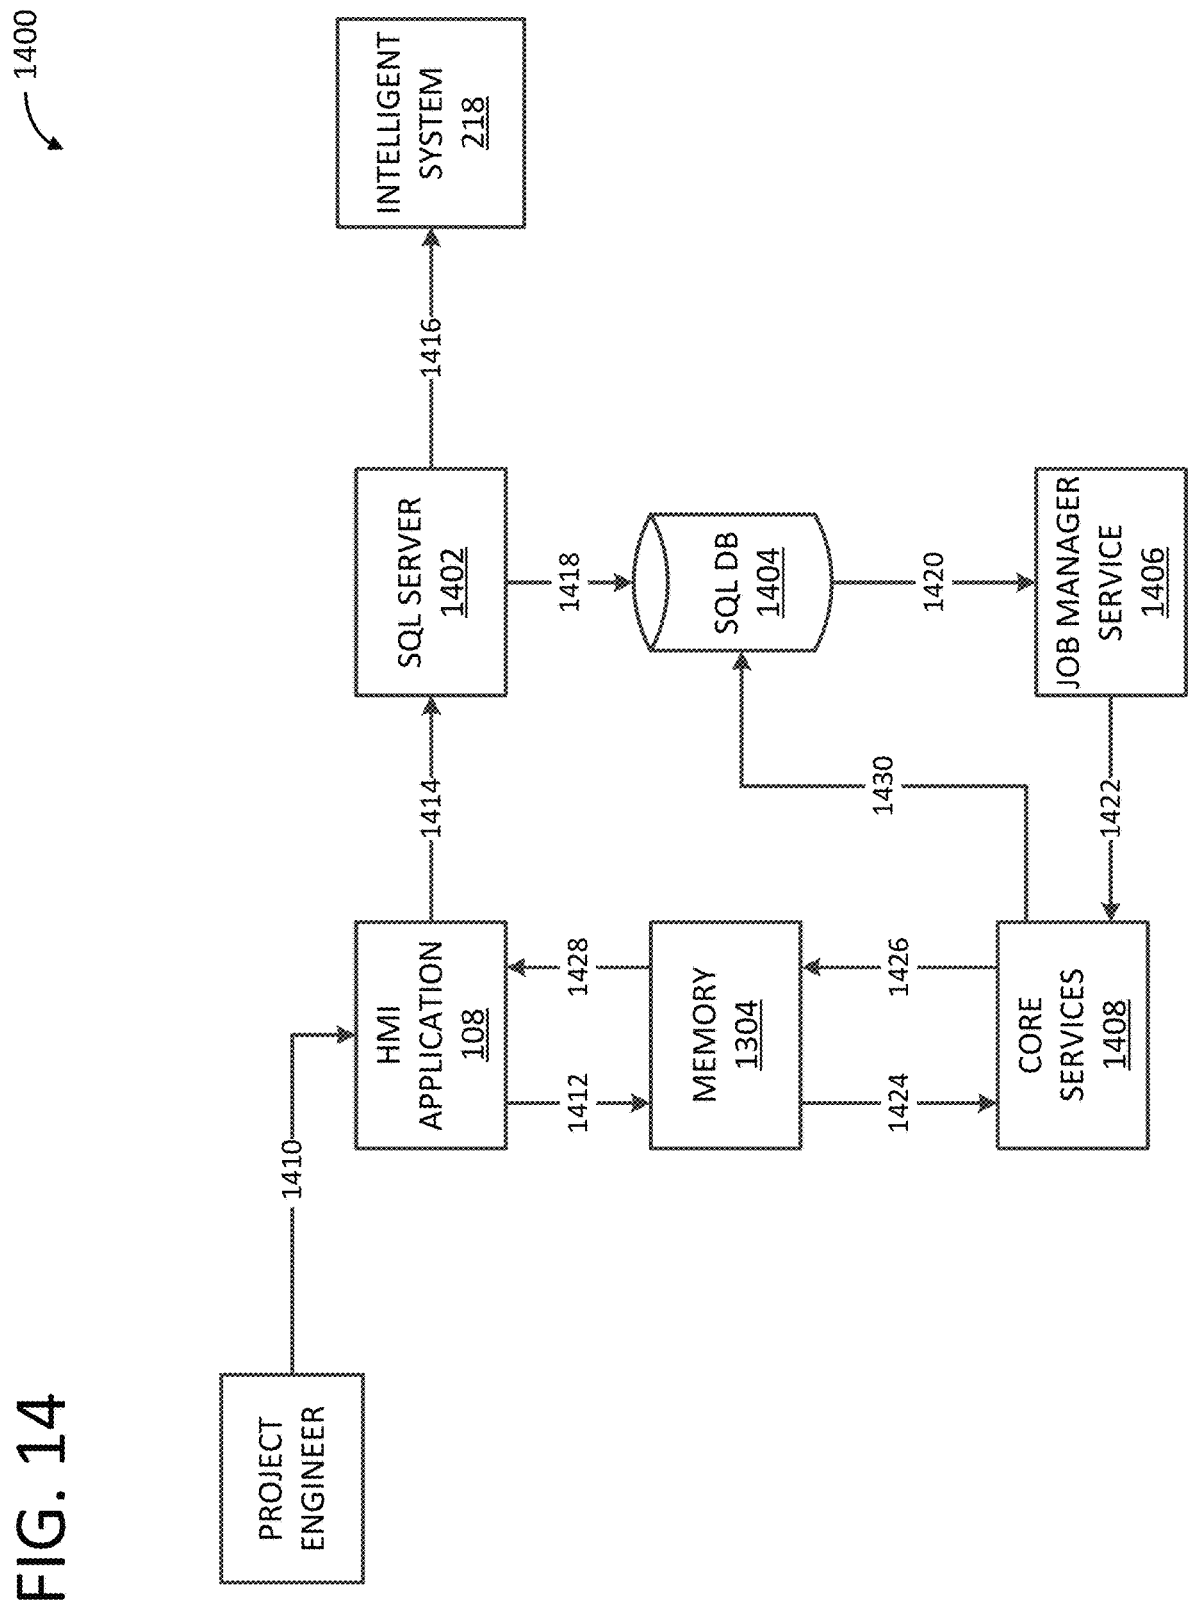 FIG. 14
1400
PROJECT
ENGINEER
1410
HMI
APPLICATION
108
1414
SQL SERVER
1402
1416
INTELLIGENT
SYSTEM
218
1412
1428
1418
MEMORY
1304
SQL DB
1404
1424
1426
1430
1420
CORE
SERVICES
1408
1422
JOB MANAGER
SERVICE
1406